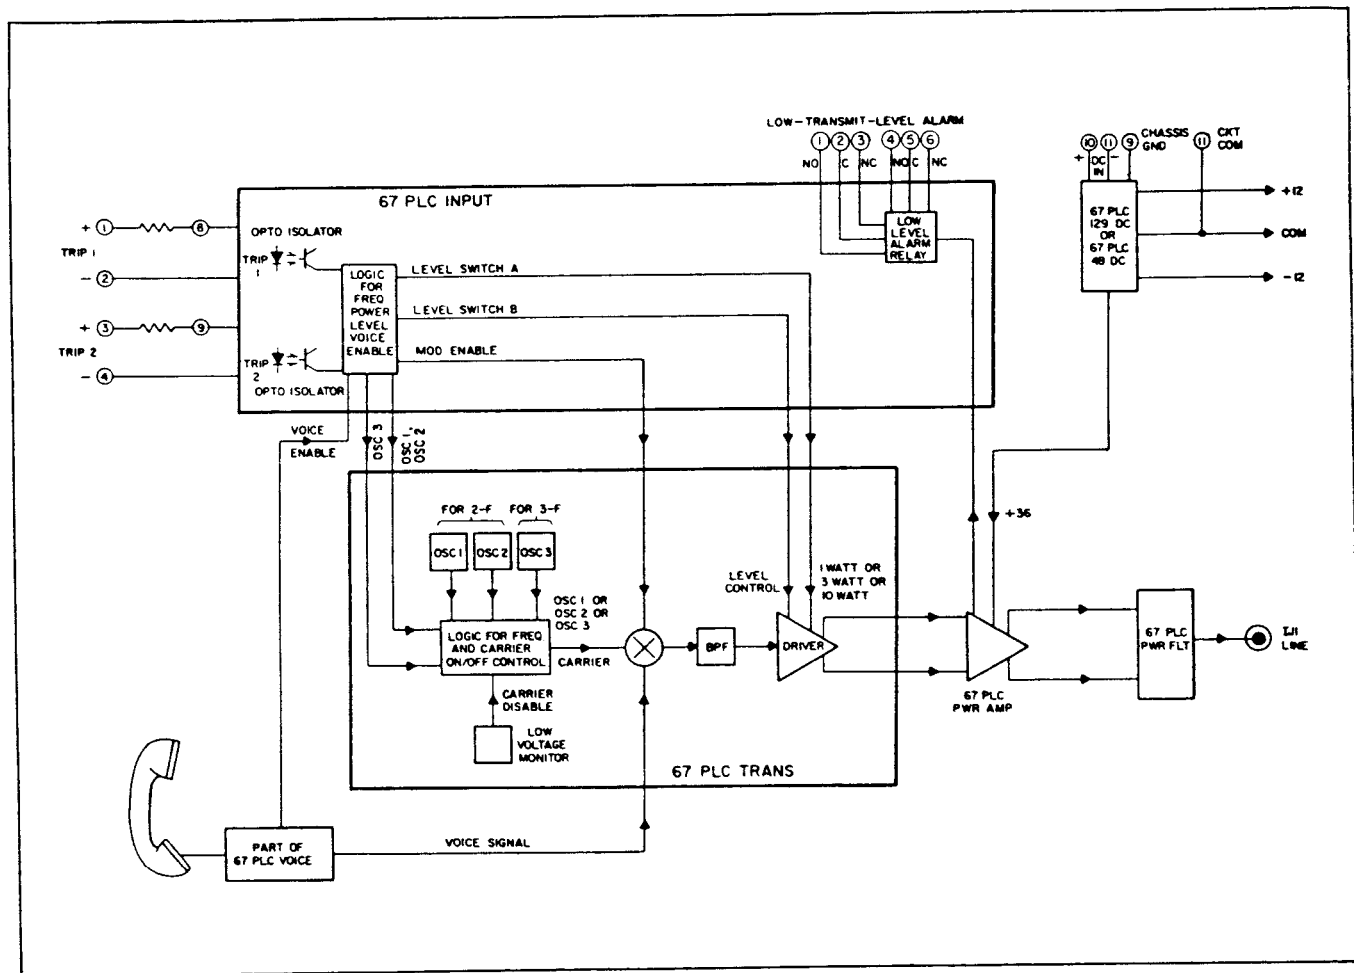 LOW-TRANSMIT-LEVEL ALARM
1 2 3 4 5 6
NO C NC NO C NC
10 11 9 CHASSIS GND
11 CKT COM
+ DC IN -
67 PLC
129 DC
OR
67 PLC
48 DC
+12
COM
-12
67 PLC INPUT
+ 1 8
TRIP 1
- 2
+ 3 9
TRIP 2
- 4
OPTO ISOLATOR
TRIP
1
TRIP
2
OPTO ISOLATOR
LOGIC
FOR
FREQ
POWER
LEVEL
VOICE
ENABLE
LEVEL SWITCH A
LEVEL SWITCH B
MOD ENABLE
LOW
LEVEL
ALARM
RELAY
VOICE
ENABLE
OSC 3
OSC 1,
OSC 2
+36
FOR 2-F
FOR 3-F
OSC 1
OSC 2
OSC 3
LOGIC FOR FREQ
AND CARRIER
ON/OFF CONTROL
OSC 1 OR
OSC 2 OR
OSC 3
CARRIER
CARRIER
DISABLE
LOW
VOLTAGE
MONITOR
BPF
LEVEL
CONTROL
DRIVER
1 WATT OR
3 WATT OR
10 WATT
67 PLC
PWR AMP
67 PLC
PWR FLT
IJ1
LINE
67 PLC TRANS
PART OF
67 PLC VOICE
VOICE SIGNAL